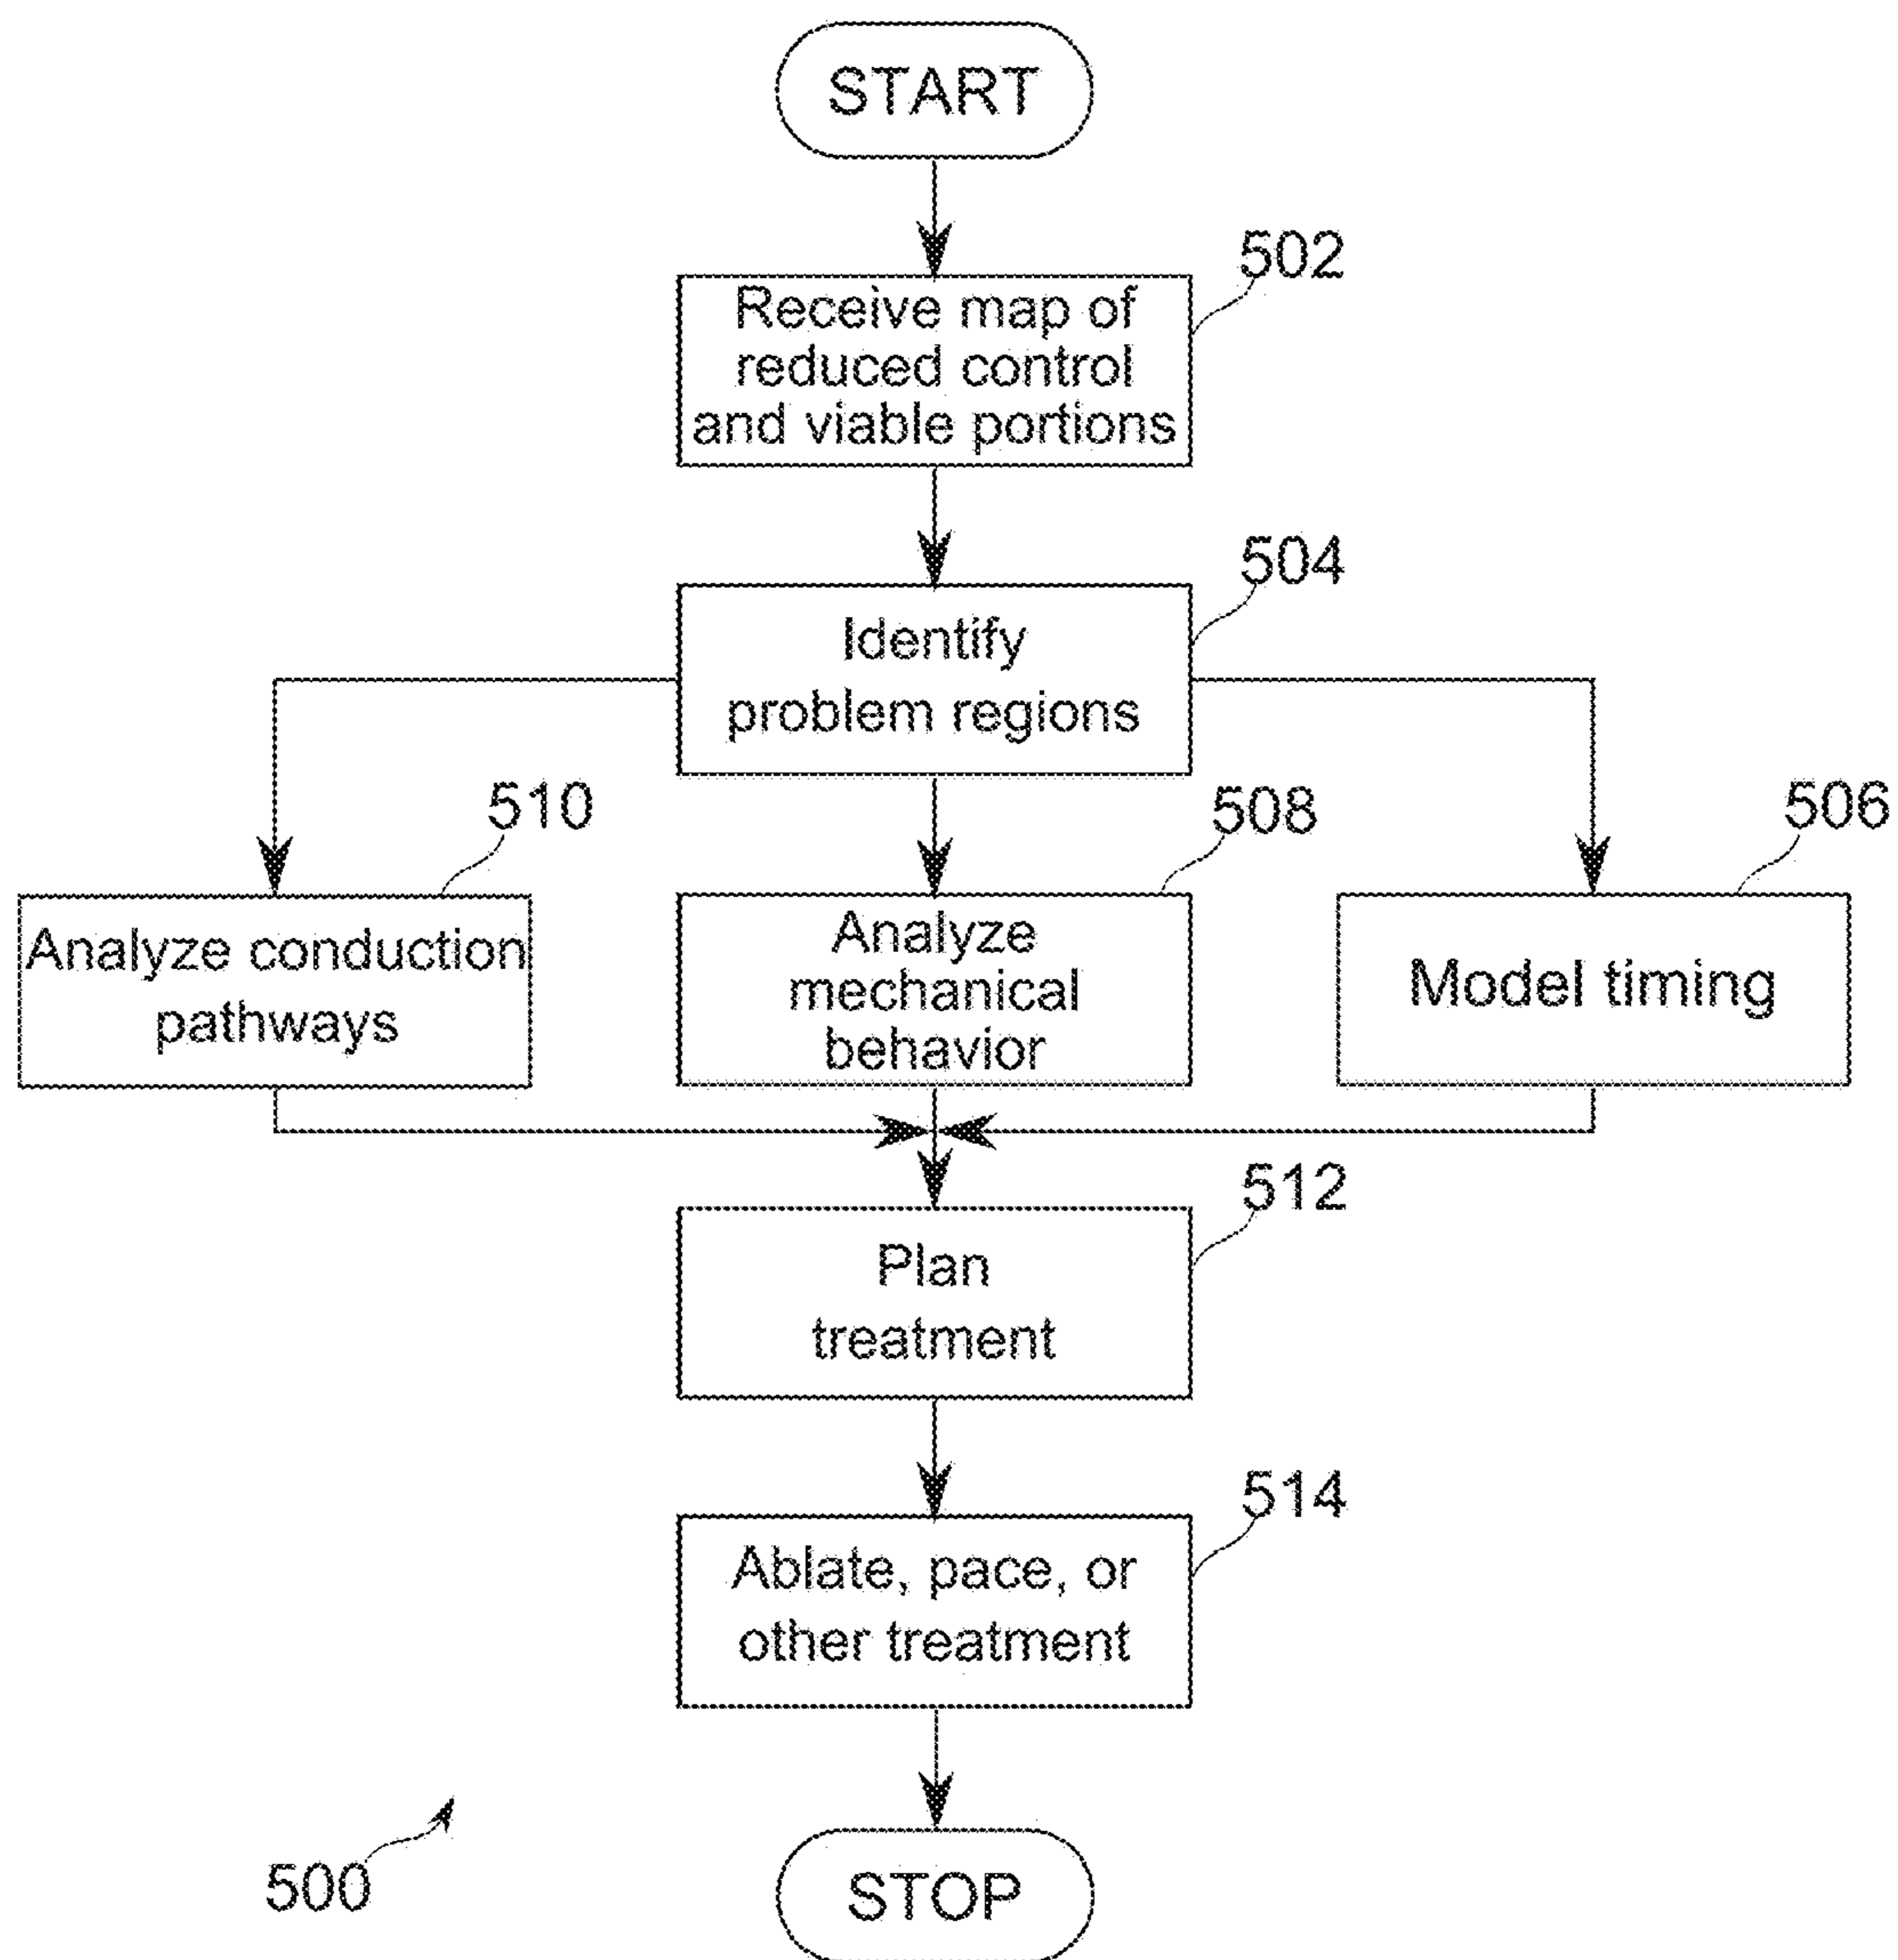 START
502
Receive map of
reduced control
and viable portions
504
Identify
problem regions
510
508
506
Analyze conduction
pathways
Analyze
mechanical
behavior
Model timing
512
Plan
treatment
514
Ablate, pace, or
other treatment
500
STOP